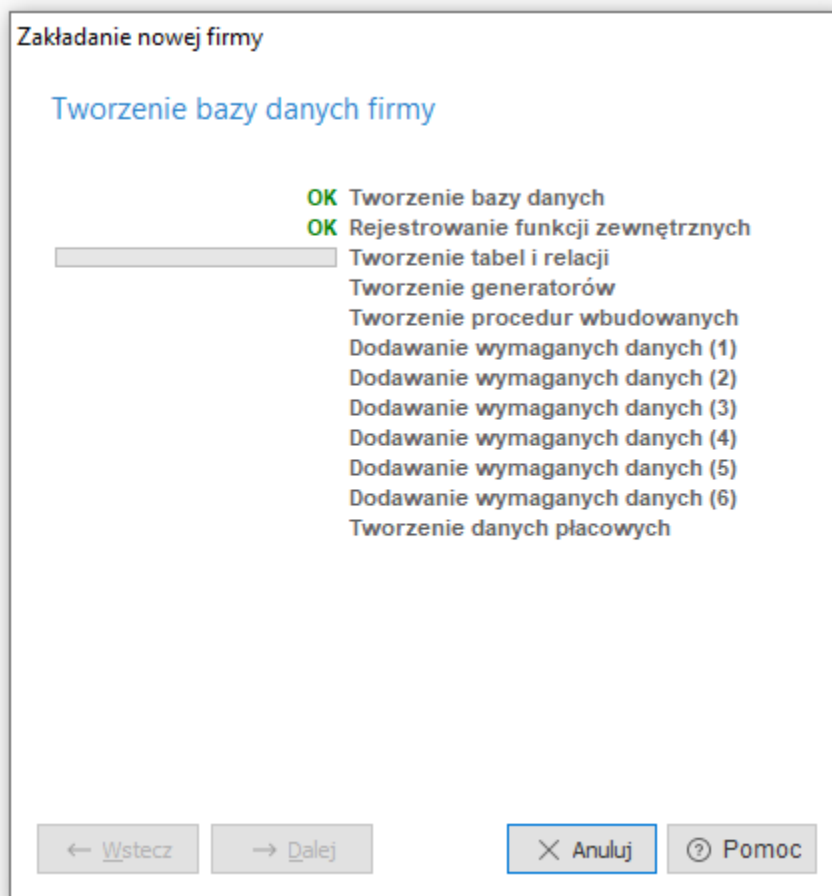 Zakładanie nowej firmy
Tworzenie bazy danych firmy
OK Tworzenie bazy danych
OK Rejestrowanie funkcji zewnętrznych
Tworzenie tabel i relacji
Tworzenie generatorów
Tworzenie procedur wbudowanych
Dodawanie wymaganych danych (1)
Dodawanie wymaganych danych (2)
Dodawanie wymaganych danych (3)
Dodawanie wymaganych danych (4)
Dodawanie wymaganych danych (5)
Dodawanie wymaganych danych (6)
Tworzenie danych płacowych
← Wstecz → Dalej × Anuluj ? Pomoc